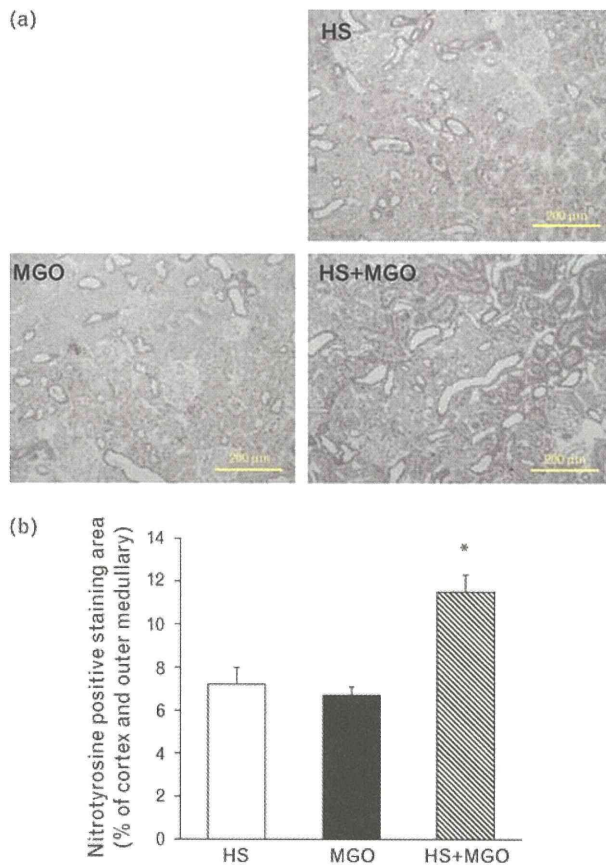 (a)
HS
200 μm
MGO
200 μm
HS+MGO
200 μm
(b)
Nitrotyrosine positive staining area
(% of cortex and outer medullary)
14
12
10
8
6
4
2
0
*
HS
MGO
HS+MGO